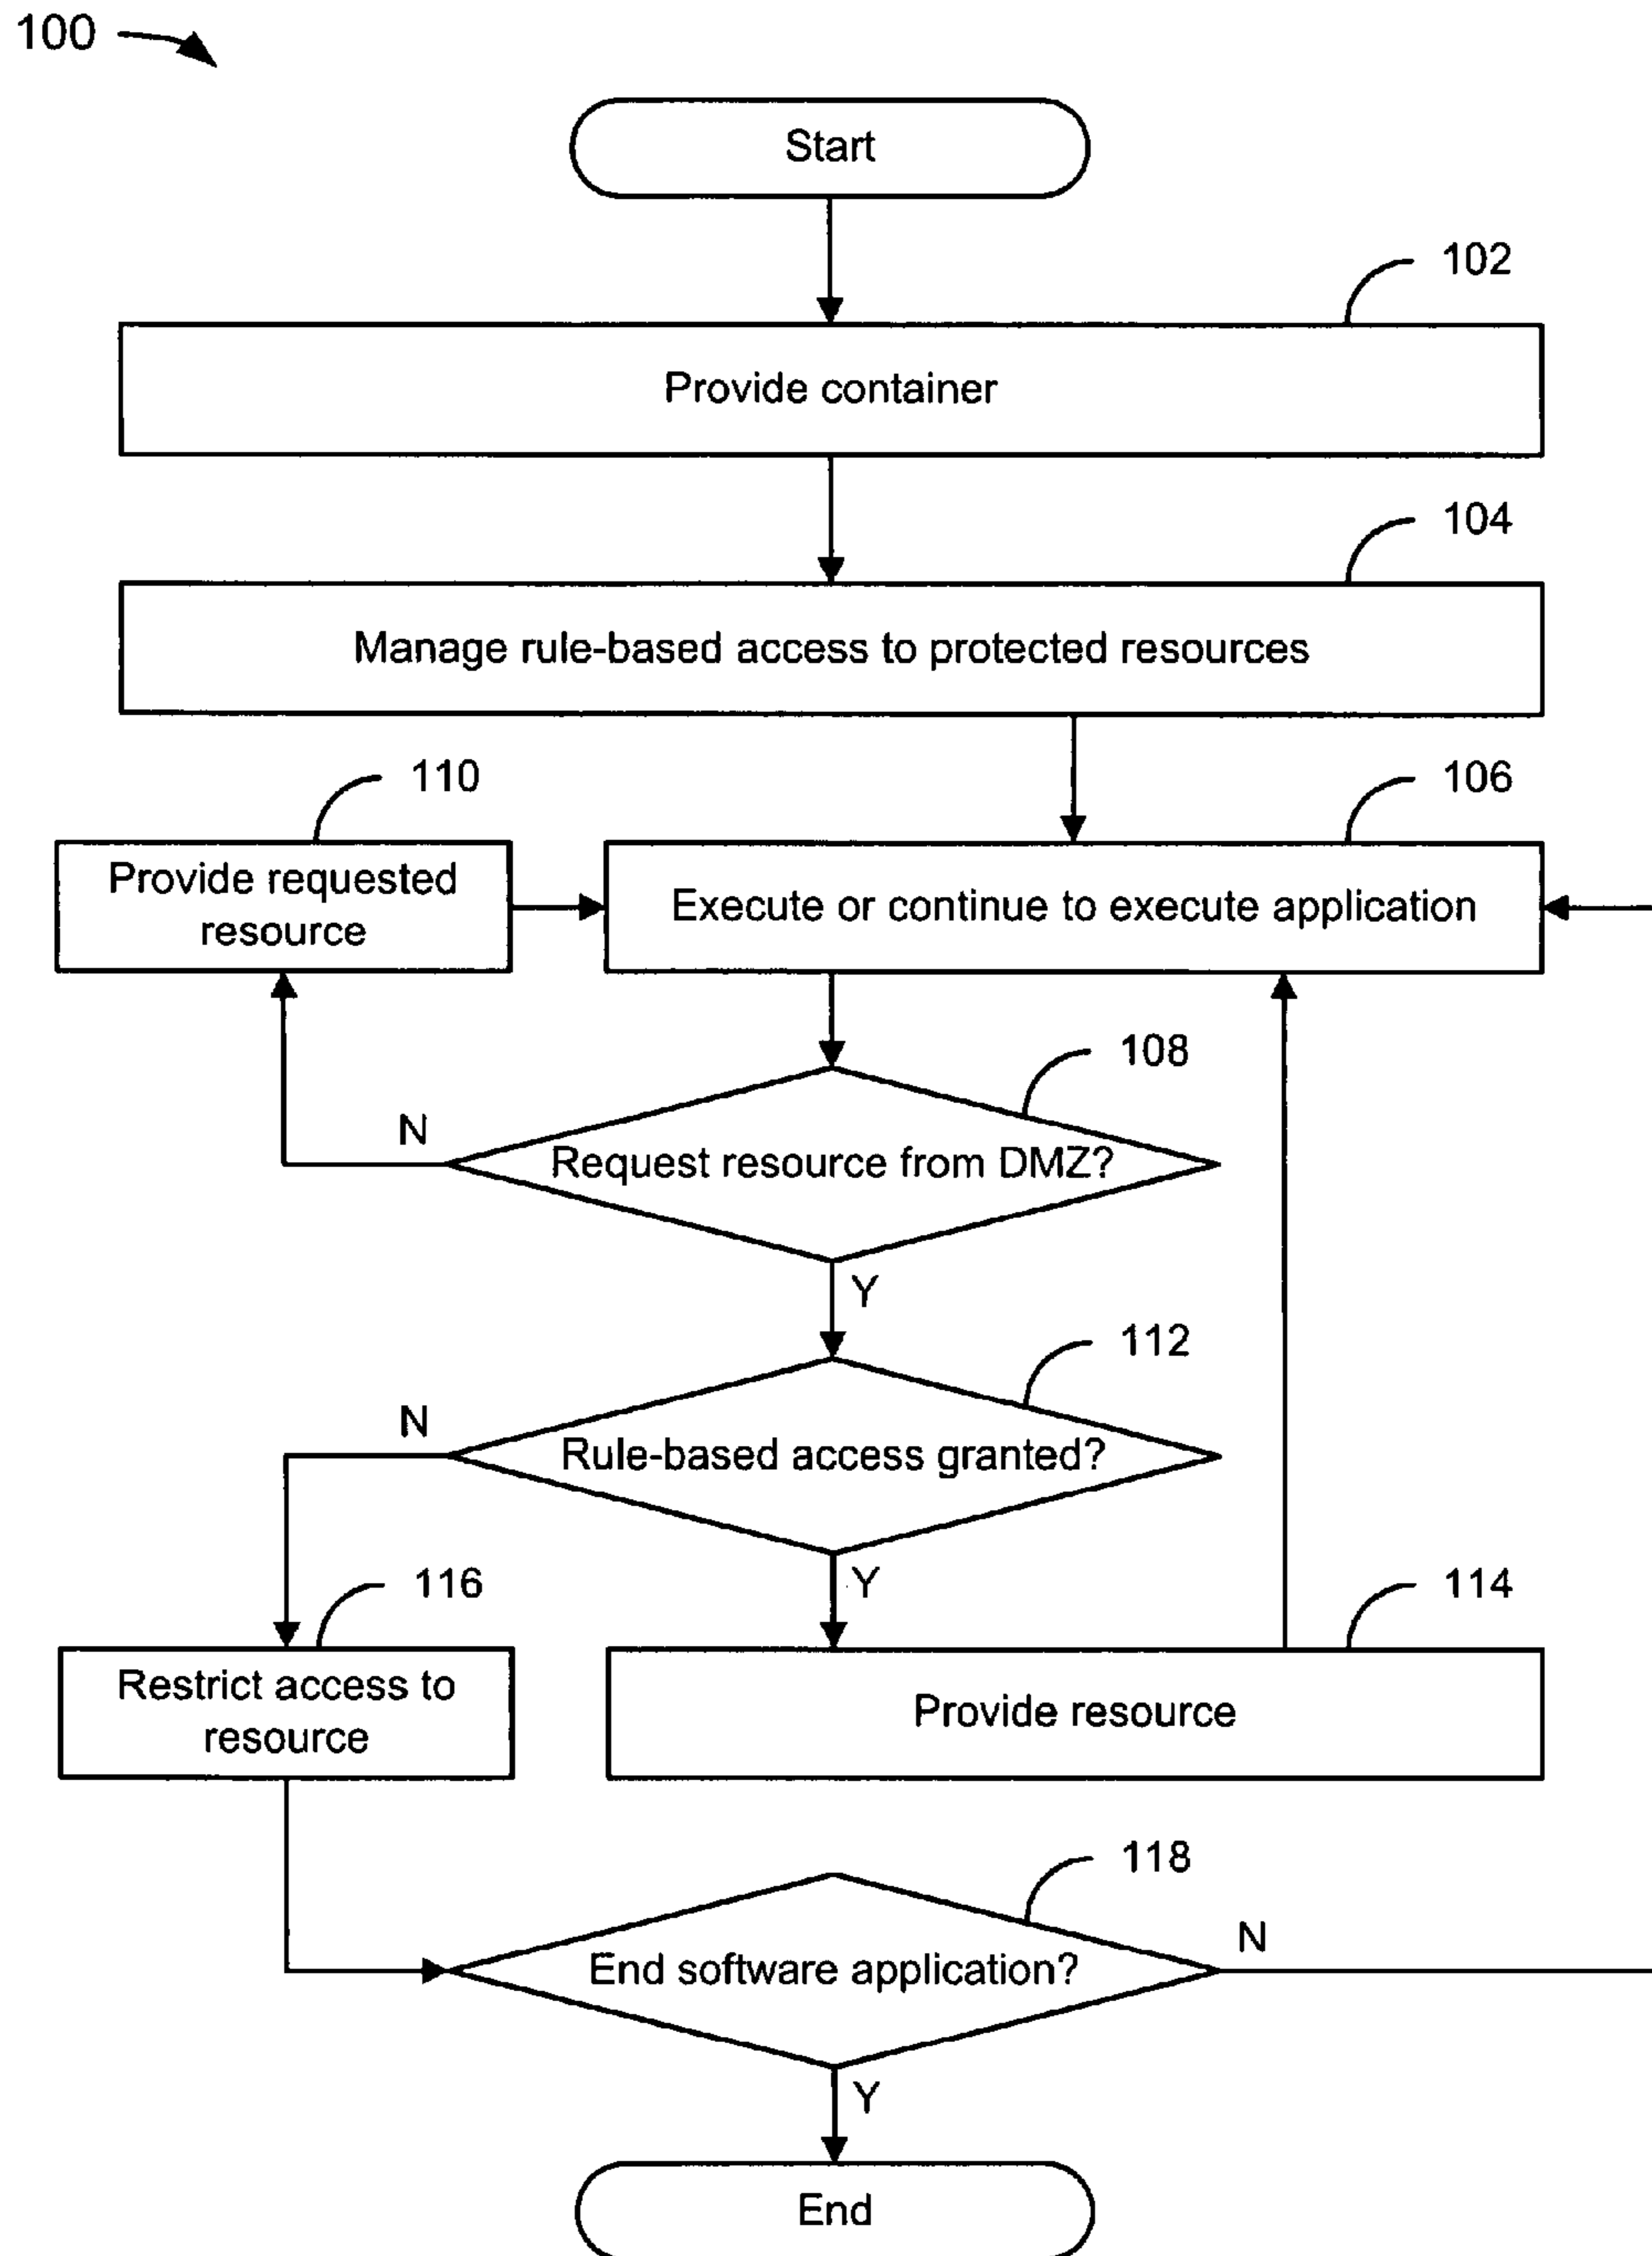 100
Start
102
Provide container
104
Manage rule-based access to protected resources
110
106
Provide requested
resource
Execute or continue to execute application
108
N
Request resource from DMZ?
Y
112
N
Rule-based access granted?
Y
116
114
Restrict access to
resource
Provide resource
118
N
End software application?
Y
End